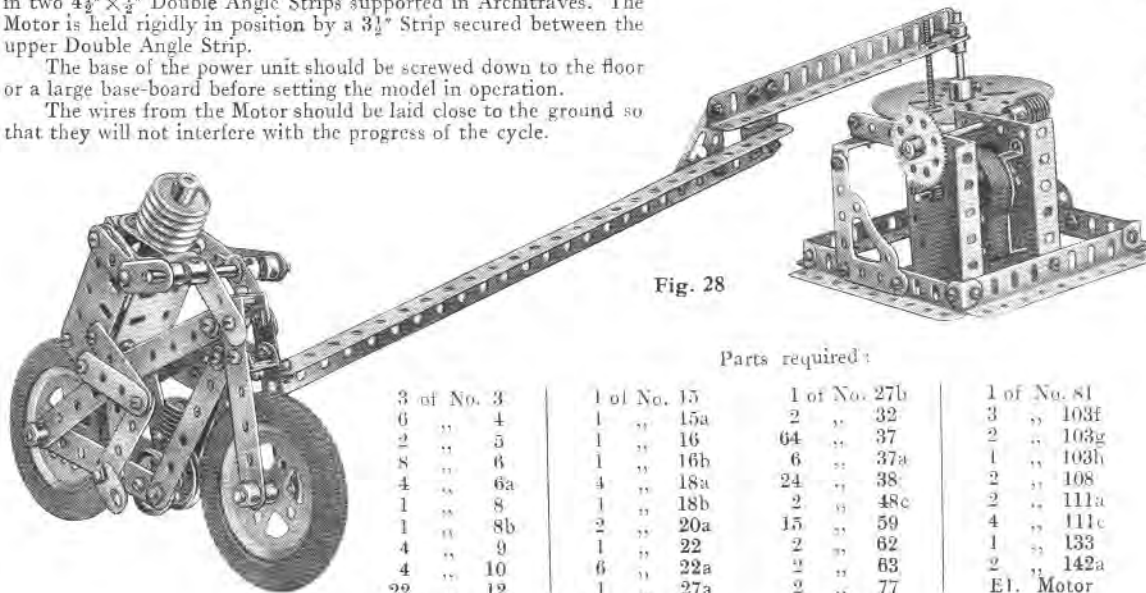 in two 4½" × ½" Double Angle Strips supported in Architraves. The
Motor is held rigidly in position by a 3½" Strip secured between the
upper Double Angle Strip.
The base of the power unit should be screwed down to the floor
or a large base-board before setting the model in operation.
The wires from the Motor should be laid close to the ground so
that they will not interfere with the progress of the cycle.
Fig. 28
Parts required:
3 of No. 3
6 ,, 4
2 ,, 5
8 ,, 6
4 ,, 6a
1 ,, 8
1 ,, 8b
4 ,, 9
4 ,, 10
22 ,, 12
1 of No. 15
1 ,, 15a
1 ,, 16
1 ,, 16b
4 ,, 18a
1 ,, 18b
2 ,, 20a
1 ,, 22
6 ,, 22a
1 ,, 27a
1 of No. 27b
2 ,, 32
64 ,, 37
6 ,, 37a
24 ,, 38
2 ,, 48c
15 ,, 59
2 ,, 62
2 ,, 63
2 ,, 77
1 of No. 81
3 ,, 103f
2 ,, 103g
1 ,, 103h
2 ,, 108
2 ,, 111a
4 ,, 111c
1 ,, 133
2 ,, 142a
El. Motor